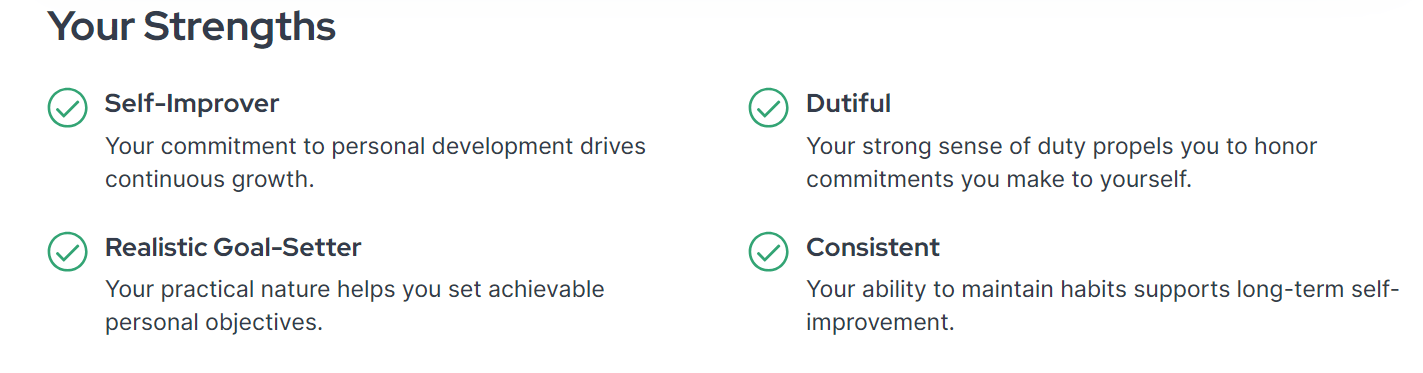 Your Strengths
Self-Improver
Your commitment to personal development drives
continuous growth.
Dutiful
Your strong sense of duty propels you to honor
commitments you make to yourself.
Realistic Goal-Setter
Your practical nature helps you set achievable
personal objectives.
Consistent
Your ability to maintain habits supports long-term self-
improvement.